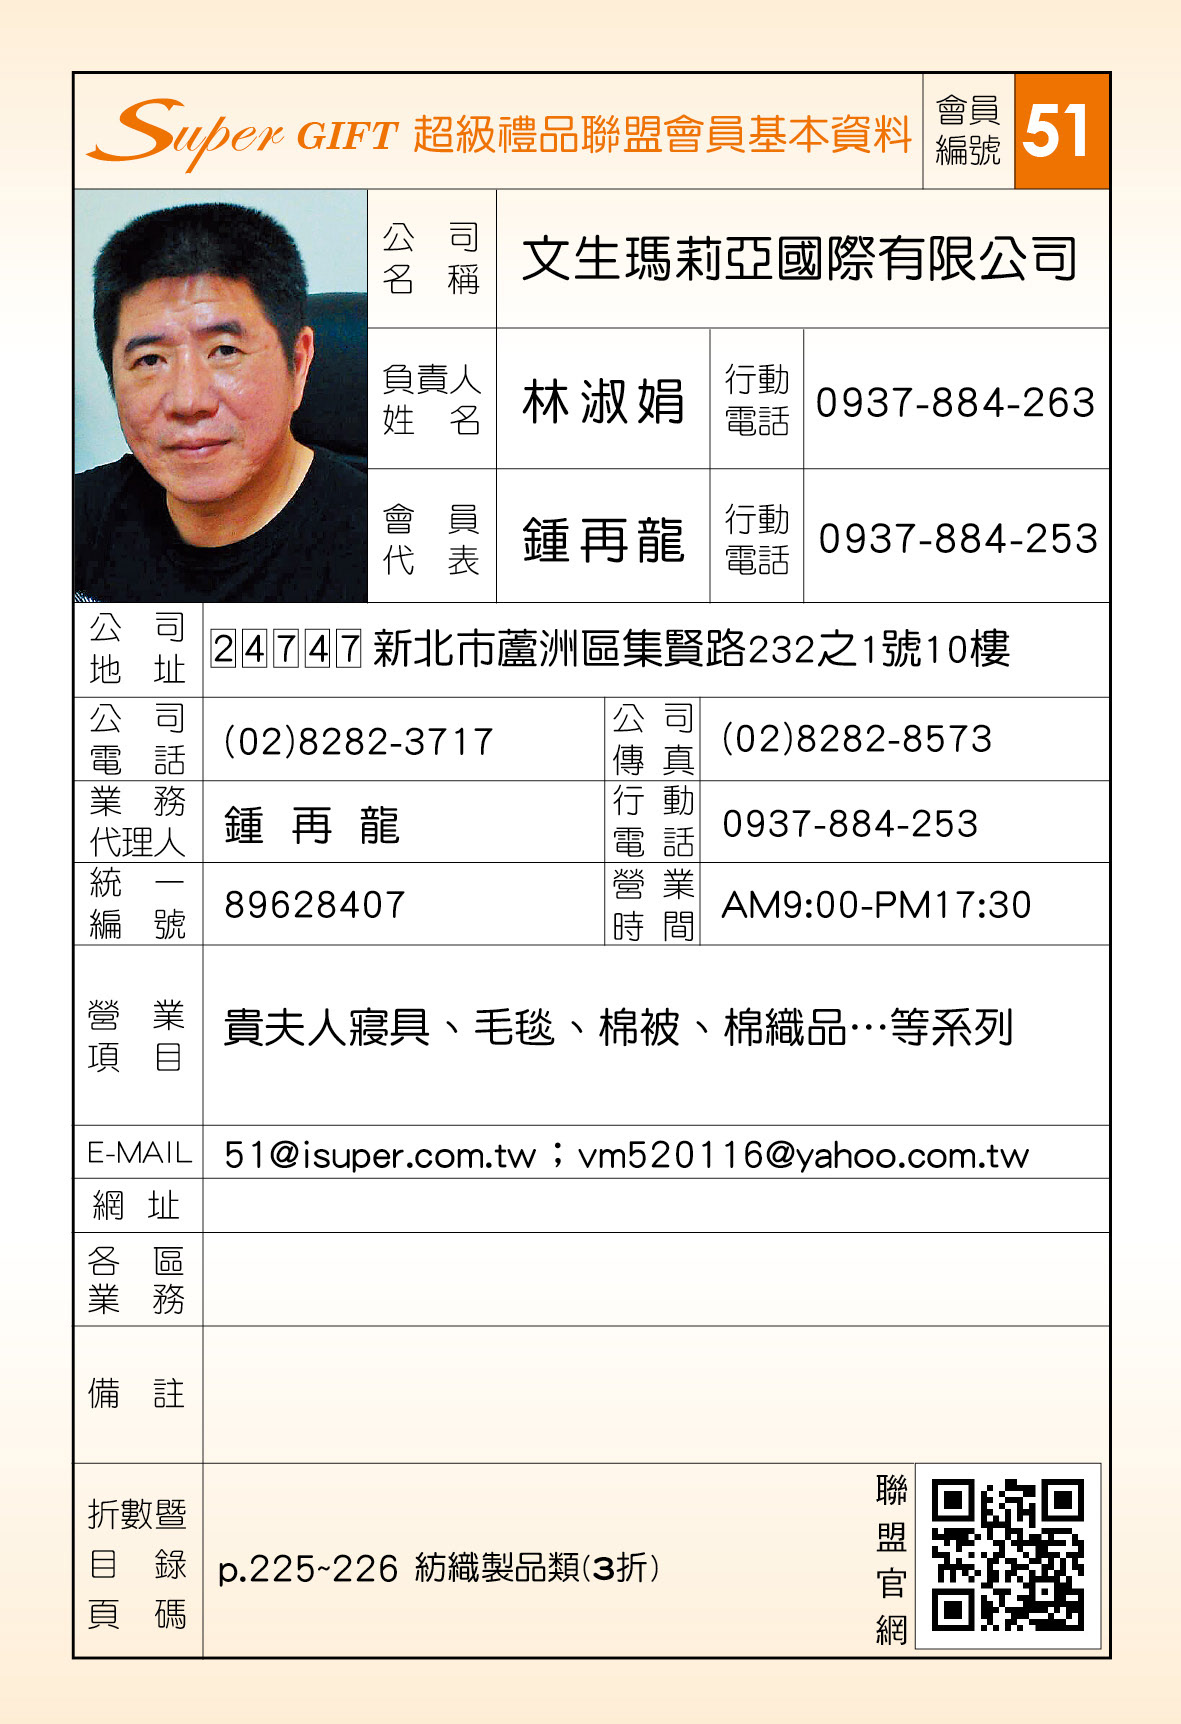 Super GIFT 超級禮品聯盟會員基本資料 會員編號 51
公司名稱 文生瑪莉亞國際有限公司
負責人姓名 林淑娟 行動電話 0937-884-263
會員代表 鍾再龍 行動電話 0937-884-253
公司地址 24747 新北市蘆洲區集賢路232之1號10樓
公司電話 (02)8282-3717 公司傳真 (02)8282-8573
業務代理人 鍾再龍 行動電話 0937-884-253
統一編號 89628407 營業時間 AM9:00-PM17:30
營業項目 貴夫人寢具、毛毯、棉被、棉織品…等系列
E-MAIL 51@isuper.com.tw；vm520116@yahoo.com.tw
網址
各區業務
備註
折數暨目錄頁碼 p.225~226 紡織製品類(3折)
聯盟官網